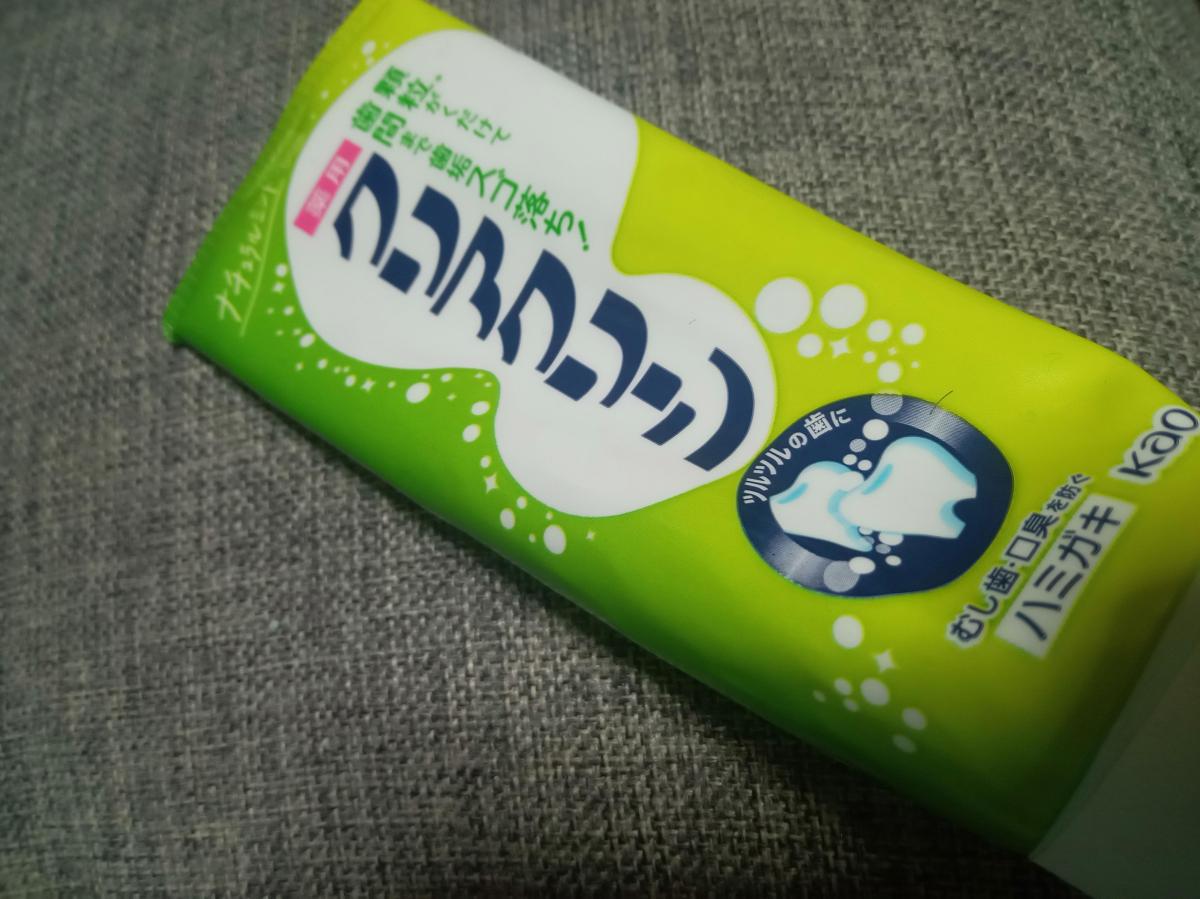 顆粒がくだけて
歯間まで歯垢スゴ落ち!
薬用
クリアクリーン
ナチュラルミント
ツルツルの歯に
むし歯・口臭を防ぐ
ハミガキ
Kao